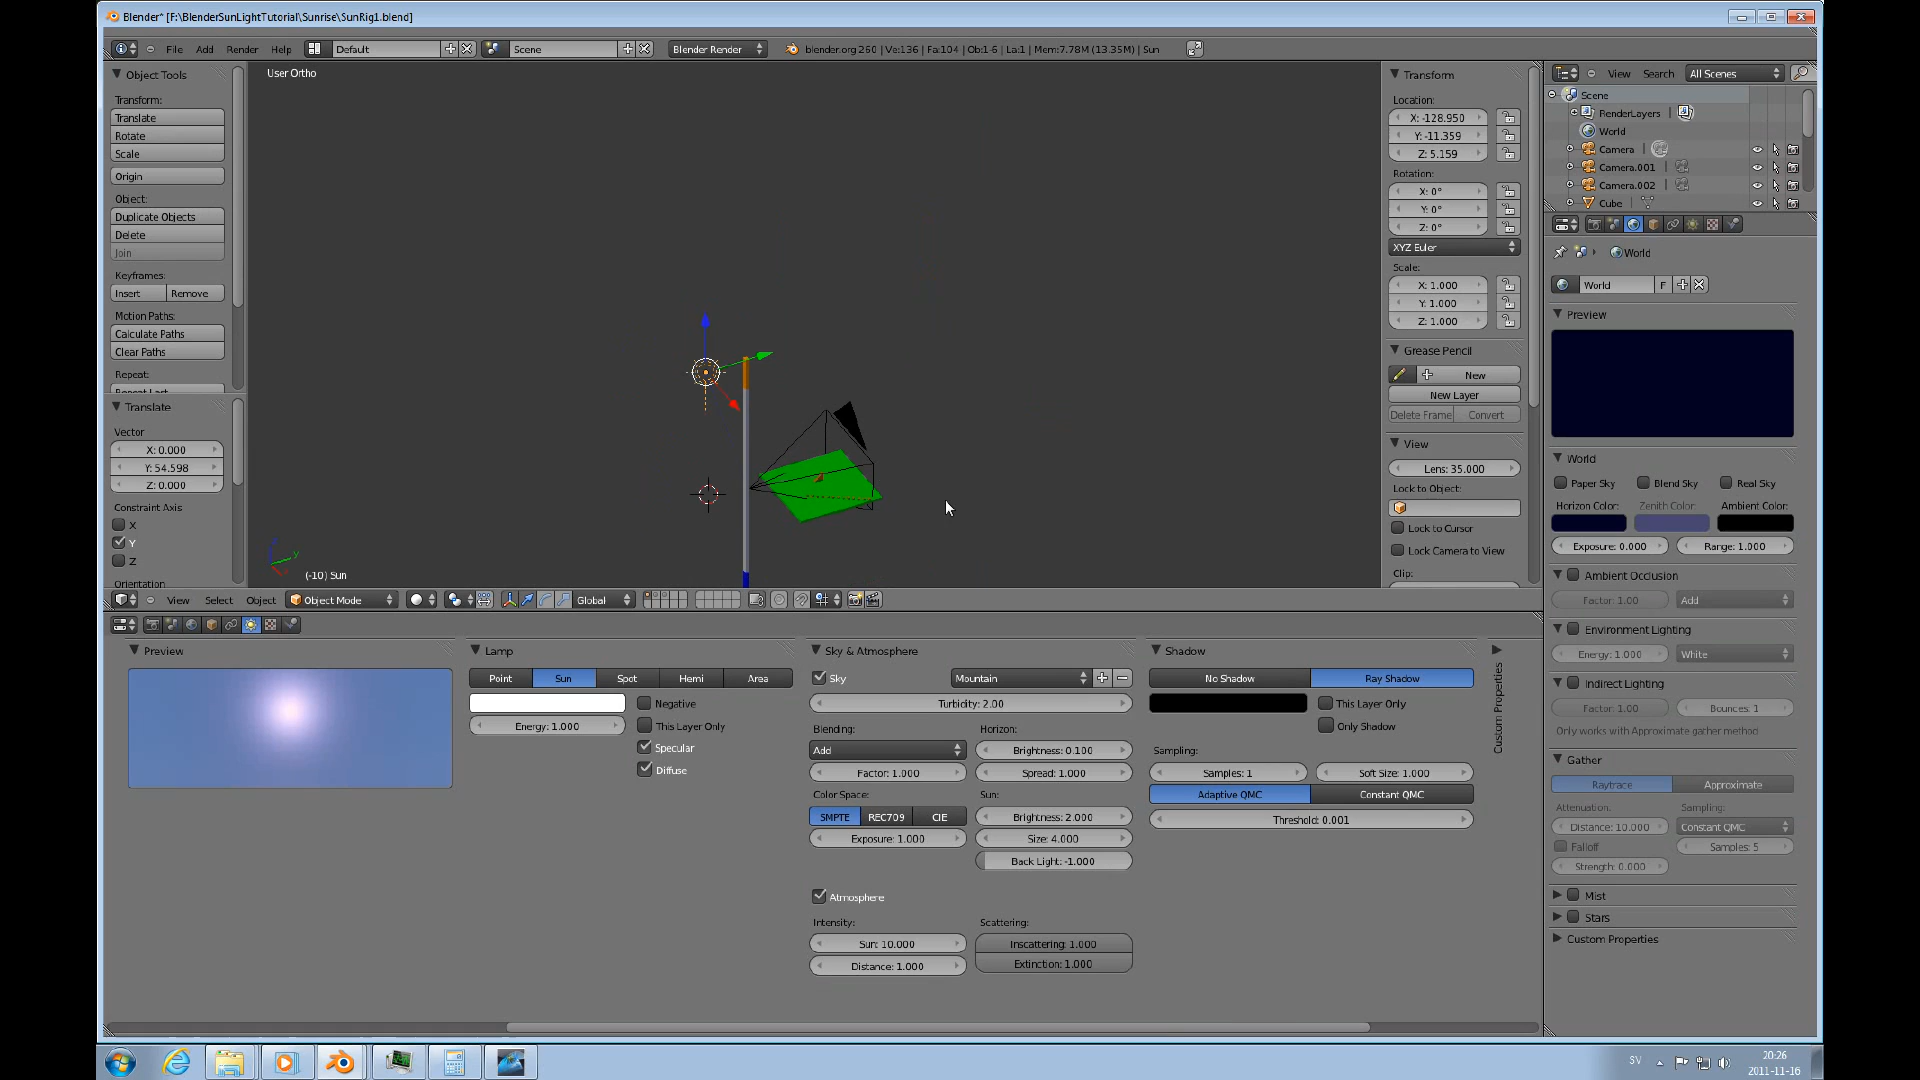 Blender* [F:\BlenderSunLightTutorial\Sunrise\SunRig1.blend]
File Add Render Help Default Scene Blender Render blender.org 260 | Ve:136 | Fa:104 | Ob:1-6 | La:1 | Mem:7.78M (13.35M) | Sun
Object Tools
Transform:
Translate
Rotate
Scale
Origin
Object:
Duplicate Objects
Delete
Join
Keyframes:
Insert Remove
Motion Paths:
Calculate Paths
Clear Paths
Repeat:
Translate
Vector
X: 0.000
Y: 54.598
Z: 0.000
Constraint Axis
X
Y
Z
Orientation
User Ortho
(-10) Sun
Transform
Location:
X: -128.950
Y: -11.359
Z: 5.159
Rotation:
X: 0°
Y: 0°
Z: 0°
XYZ Euler
Scale:
X: 1.000
Y: 1.000
Z: 1.000
Grease Pencil
New
New Layer
Delete Frame Convert
View
Lens: 35.000
Lock to Object:
Lock to Cursor
Lock Camera to View
Clip:
View Search All Scenes
Scene
RenderLayers
World
Camera
Camera.001
Camera.002
Cube
World
World F
Preview
World
Paper Sky Blend Sky Real Sky
Horizon Color: Zenith Color: Ambient Color:
Exposure: 0.000 Range: 1.000
Ambient Occlusion
Factor: 1.00 Add
Environment Lighting
Energy: 1.000 White
Indirect Lighting
Factor: 1.00 Bounces: 1
Only works with Approximate gather method
Gather
Raytrace Approximate
Attenuation: Sampling:
Distance: 10.000 Constant QMC
Falloff Samples: 5
Strength: 0.000
Mist
Stars
Custom Properties
View Select Object Object Mode Global
Preview
Lamp
Point Sun Spot Hemi Area
Negative
Energy: 1.000 This Layer Only
Specular
Diffuse
Sky & Atmosphere
Sky Mountain
Turbidity: 2.00
Blending: Horizon:
Add Brightness: 0.100
Factor: 1.000 Spread: 1.000
Color Space: Sun:
SMPTE REC709 CIE Brightness: 2.000
Exposure: 1.000 Size: 4.000
Back Light: -1.000
Atmosphere
Intensity: Scattering:
Sun: 10.000 Inscattering: 1.000
Distance: 1.000 Extinction: 1.000
Shadow
No Shadow Ray Shadow
This Layer Only
Only Shadow
Sampling:
Samples: 1 Soft Size: 1.000
Adaptive QMC Constant QMC
Threshold: 0.001
Custom Properties
SV 20:26
2011-11-16